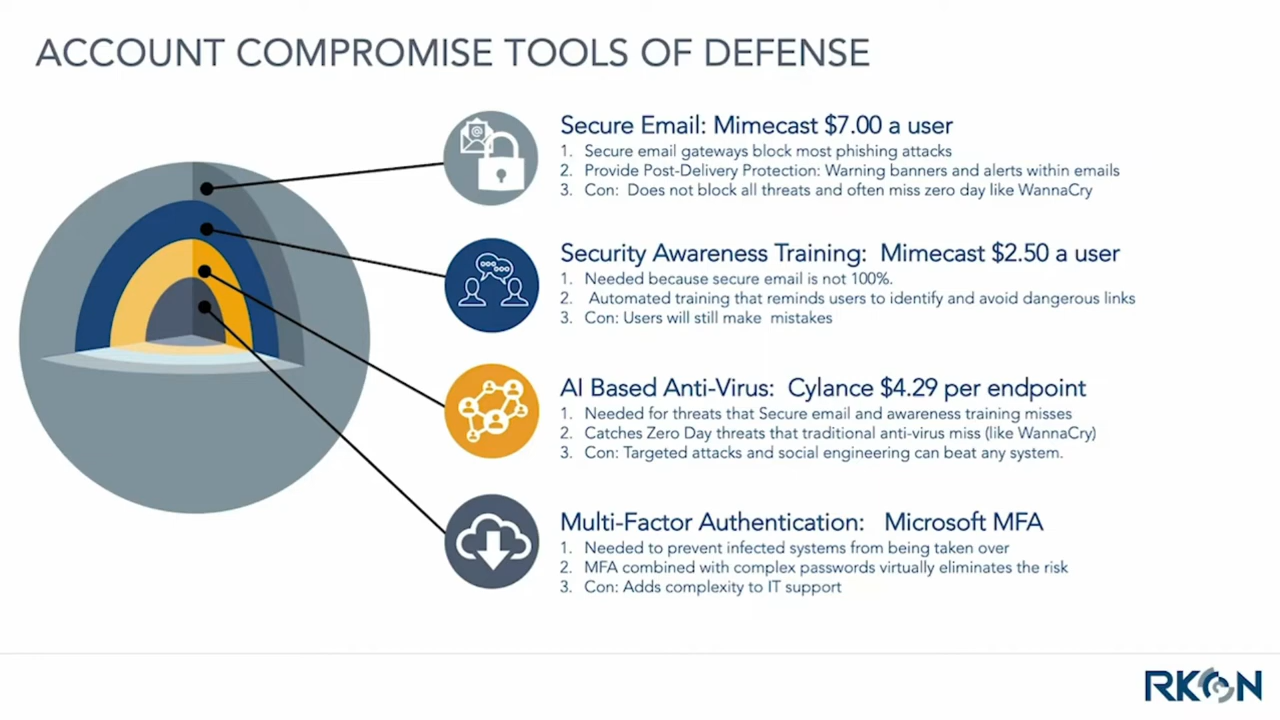 ACCOUNT COMPROMISE TOOLS OF DEFENSE
Secure Email: Mimecast $7.00 a user
1. Secure email gateways block most phishing attacks
2. Provide Post-Delivery Protection: Warning banners and alerts within emails
3. Con: Does not block all threats and often miss zero day like WannaCry
Security Awareness Training: Mimecast $2.50 a user
1. Needed because secure email is not 100%.
2. Automated training that reminds users to identify and avoid dangerous links
3. Con: Users will still make mistakes
AI Based Anti-Virus: Cylance $4.29 per endpoint
1. Needed for threats that Secure email and awareness training misses
2. Catches Zero Day threats that traditional anti-virus miss (like WannaCry)
3. Con: Targeted attacks and social engineering can beat any system.
Multi-Factor Authentication: Microsoft MFA
1. Needed to prevent infected systems from being taken over
2. MFA combined with complex passwords virtually eliminates the risk
3. Con: Adds complexity to IT support
RKON